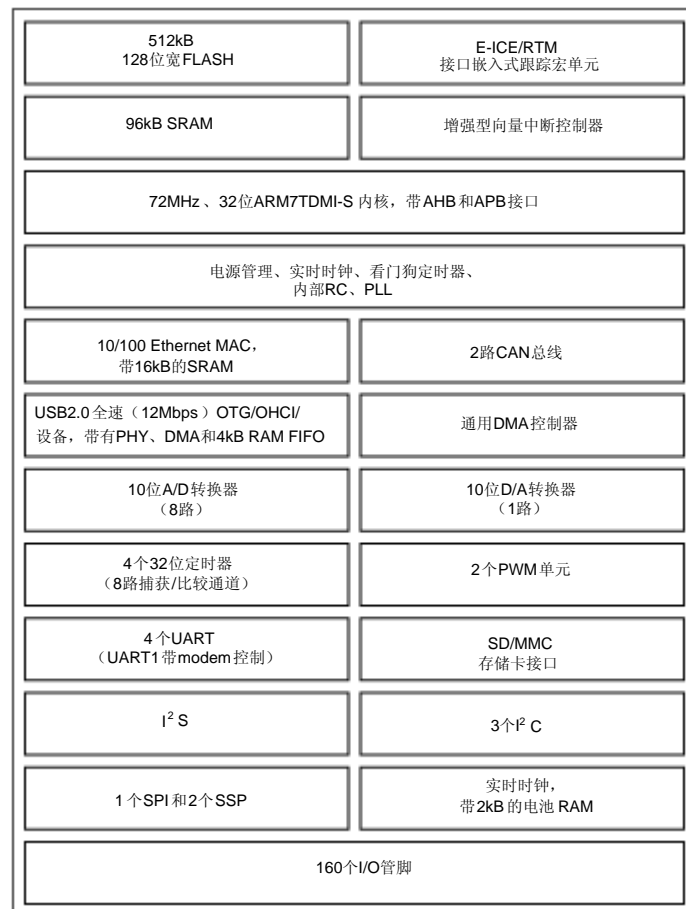 512kB
128位宽FLASH
E-ICE/RTM
接口嵌入式跟踪宏单元
96kB SRAM
增强型向量中断控制器
72MHz、32位ARM7TDMI-S 内核，带AHB和APB接口
电源管理、实时时钟、看门狗定时器、
内部RC、PLL
10/100 Ethernet MAC，
带16kB的SRAM
2路CAN总线
USB2.0全速（12Mbps）OTG/OHCI/
设备，带有PHY、DMA和4kB RAM FIFO
通用DMA控制器
10位A/D转换器
（8路）
10位D/A转换器
（1路）
4个32位定时器
（8路捕获/比较通道）
2个PWM单元
4个UART
（UART1带modem控制）
SD/MMC
存储卡接口
I² S
3个I² C
1个SPI和2个SSP
实时时钟，
带2kB的电池 RAM
160个I/O管脚